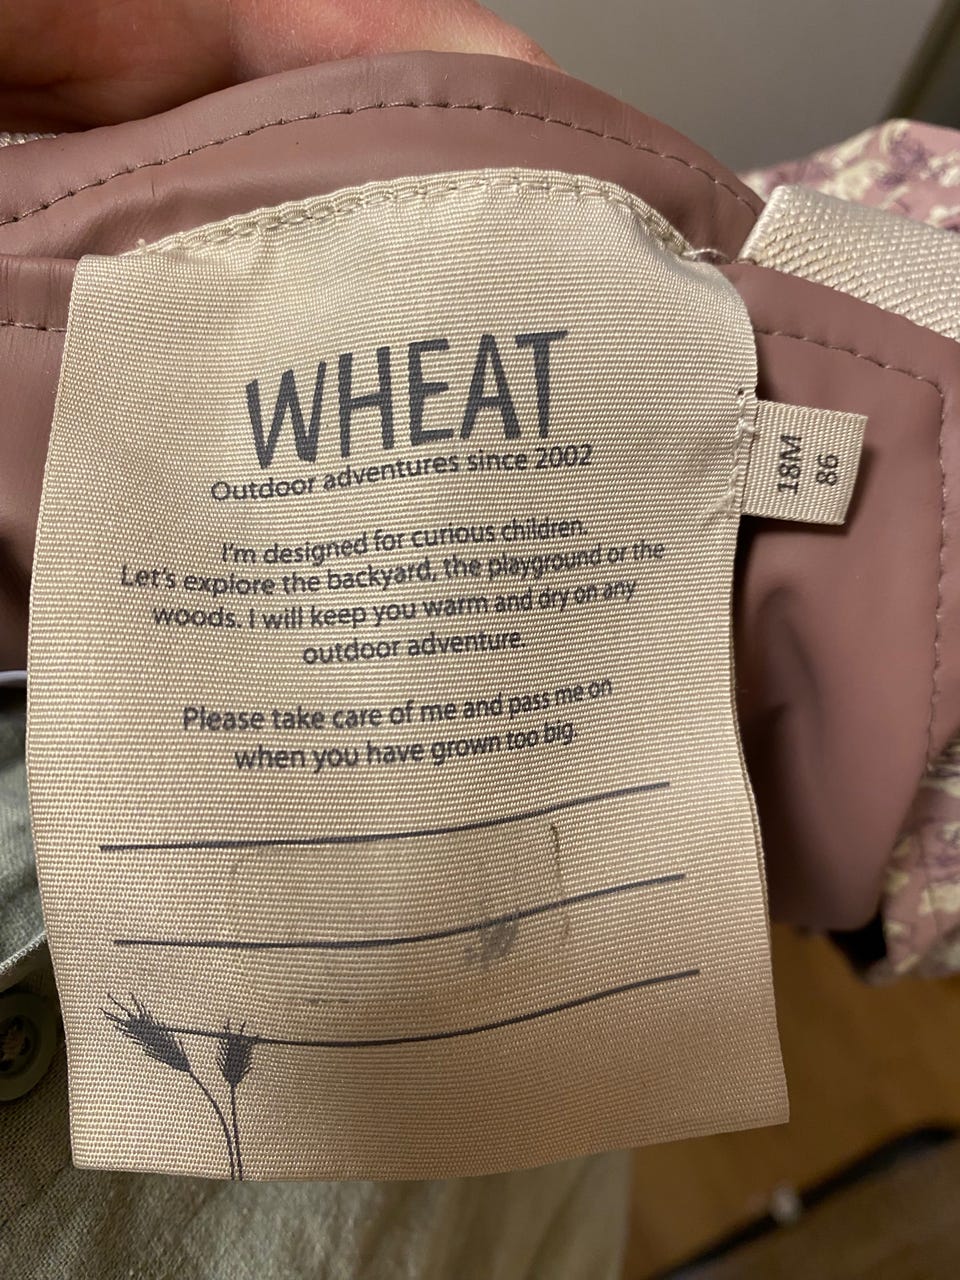 WHEAT
Outdoor adventures since 2002
I'm designed for curious children.
Let's explore the backyard, the playground or the
woods. I will keep you warm and dry on any
outdoor adventure.
Please take care of me and pass me on
when you have grown too big.
18M
86